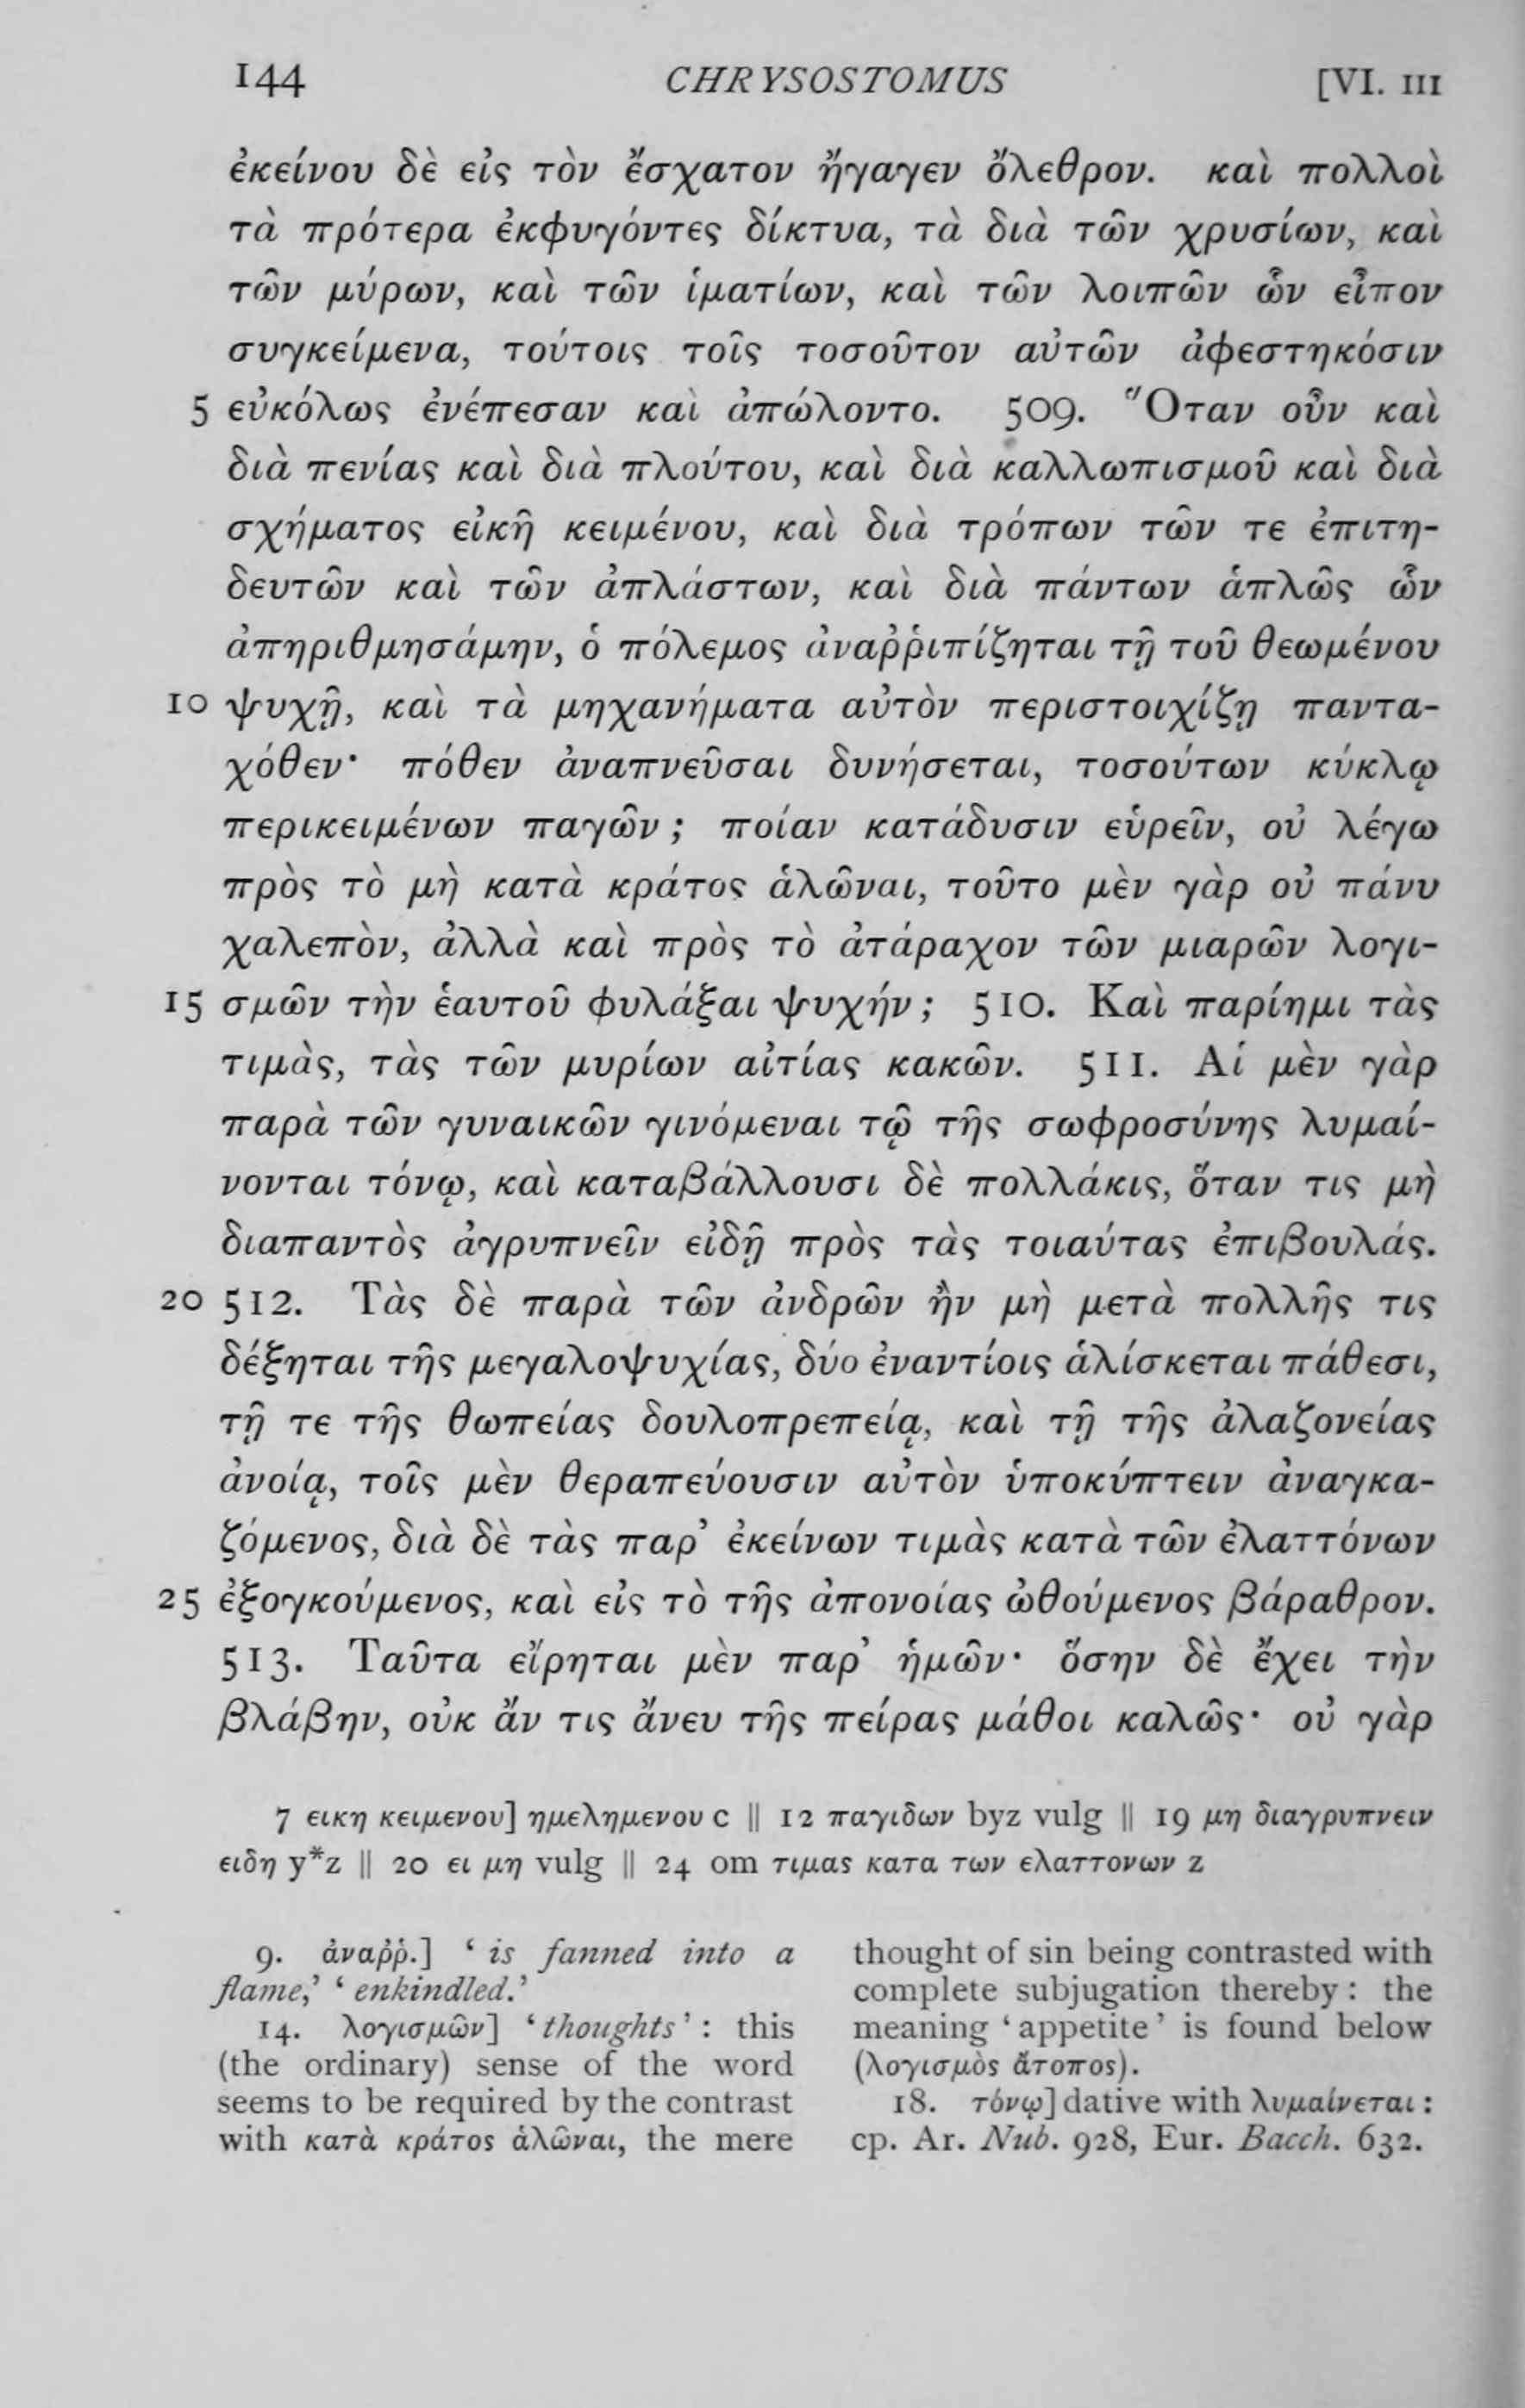 144 CHRYSOSTOMUS [VI. III
ἐκείνου δὲ εἰς τὸν ἔσχατον ἤγαγεν ὄλεθρον. καὶ πολλοὶ
τὰ πρότερα ἐκφυγόντες δίκτυα, τὰ διὰ τῶν χρυσίων, καὶ
τῶν μύρων, καὶ τῶν ἱματίων, καὶ τῶν λοιπῶν ὧν εἶπον
συγκείμενα, τούτοις τοῖς τοσοῦτον αὐτῶν ἀφεστηκόσιν
5 εὐκόλως ἐνέπεσαν καὶ ἀπώλοντο. 509. Ὅταν οὖν καὶ
διὰ πενίας καὶ διὰ πλούτου, καὶ διὰ καλλωπισμοῦ καὶ διὰ
σχήματος εἰκῆ κειμένου, καὶ διὰ τρόπων τῶν τε ἐπιτη-
δευτῶν καὶ τῶν ἀπλάστων, καὶ διὰ πάντων ἁπλῶς ὧν
ἀπηριθμησάμην, ὁ πόλεμος ἀναῤῥιπίζηται τῇ τοῦ θεωμένου
10 ψυχῇ, καὶ τὰ μηχανήματα αὐτὸν περιστοιχίζῃ παντα-
χόθεν· πόθεν ἀναπνεῦσαι δυνήσεται, τοσούτων κύκλῳ
περικειμένων παγῶν; ποίαν κατάδυσιν εὑρεῖν, οὐ λέγω
πρὸς τὸ μὴ κατὰ κράτος ἁλῶναι, τοῦτο μὲν γὰρ οὐ πάνυ
χαλεπὸν, ἀλλὰ καὶ πρὸς τὸ ἀτάραχον τῶν μιαρῶν λογι-
15 σμῶν τὴν ἑαυτοῦ φυλάξαι ψυχήν; 510. Καὶ παρίημι τὰς
τιμὰς, τὰς τῶν μυρίων αἰτίας κακῶν. 511. Αἱ μὲν γὰρ
παρὰ τῶν γυναικῶν γινόμεναι τῷ τῆς σωφροσύνης λυμαί-
νονται τόνῳ, καὶ καταβάλλουσι δὲ πολλάκις, ὅταν τις μὴ
διαπαντὸς ἀγρυπνεῖν εἰδῇ πρὸς τὰς τοιαύτας ἐπιβουλάς.
20 512. Τὰς δὲ παρὰ τῶν ἀνδρῶν ἢν μὴ μετὰ πολλῆς τις
δέξηται τῆς μεγαλοψυχίας, δύο ἐναντίοις ἁλίσκεται πάθεσι,
τῇ τε τῆς θωπείας δουλοπρεπείᾳ, καὶ τῇ τῆς ἀλαζονείας
ἀνοίᾳ, τοῖς μὲν θεραπεύουσιν αὐτὸν ὑποκύπτειν ἀναγκα-
ζόμενος, διὰ δὲ τὰς παρ’ ἐκείνων τιμὰς κατὰ τῶν ἐλαττόνων
25 ἐξογκούμενος, καὶ εἰς τὸ τῆς ἀπονοίας ὠθούμενος βάραθρον.
513. Ταῦτα εἴρηται μὲν παρ’ ἡμῶν· ὅσην δὲ ἔχει τὴν
βλάβην, οὐκ ἄν τις ἄνευ τῆς πείρας μάθοι καλῶς· οὐ γὰρ
7 εικη κειμενου] ημελημενου c || 12 παγιδων byz vulg || 19 μη διαγρυπνειν
ειδη y*z || 20 ει μη vulg || 24 om τιμας κατα των ελαττονων z
9. ἀναῤῥ.] ‘is fanned into a
flame,’ ‘enkindled.’
14. λογισμῶν] ‘thoughts’: this
(the ordinary) sense of the word
seems to be required by the contrast
with κατὰ κράτος ἁλῶναι, the mere
thought of sin being contrasted with
complete subjugation thereby: the
meaning ‘appetite’ is found below
(λογισμὸς ἄτοπος).
18. τόνῳ] dative with λυμαίνεται:
cp. Ar. Nub. 928, Eur. Bacch. 632.